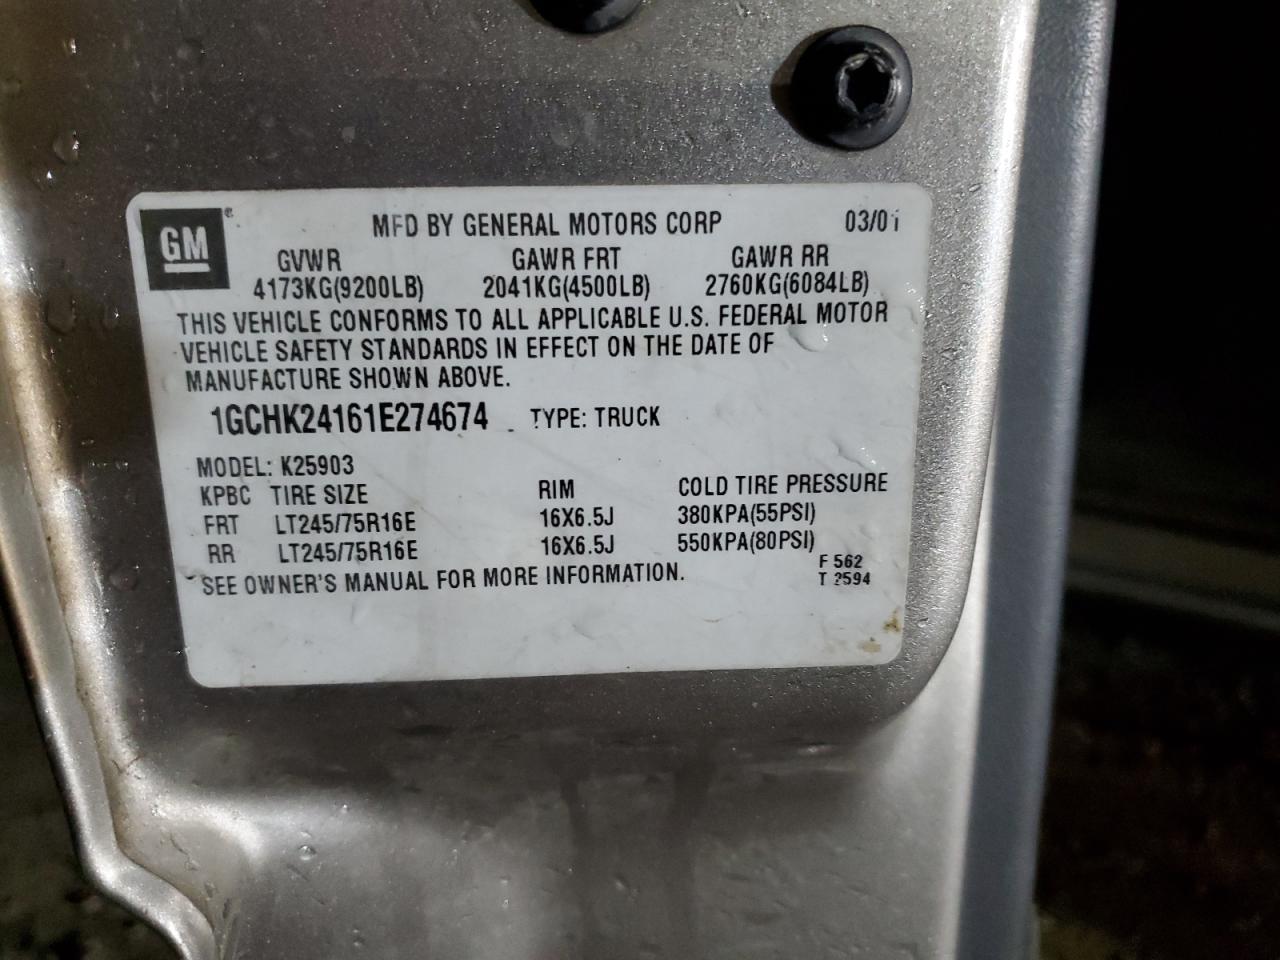 GM ® MFD BY GENERAL MOTORS CORP 03/01
GVWR GAWR FRT GAWR RR
4173KG(9200LB) 2041KG(4500LB) 2760KG(6084LB)
THIS VEHICLE CONFORMS TO ALL APPLICABLE U.S. FEDERAL MOTOR
VEHICLE SAFETY STANDARDS IN EFFECT ON THE DATE OF
MANUFACTURE SHOWN ABOVE.
1GCHK24161E274674 TYPE: TRUCK
MODEL: K25903
KPBC TIRE SIZE RIM COLD TIRE PRESSURE
FRT LT245/75R16E 16X6.5J 380KPA(55PSI)
RR LT245/75R16E 16X6.5J 550KPA(80PSI)
SEE OWNER'S MANUAL FOR MORE INFORMATION.
F 562
T 2594